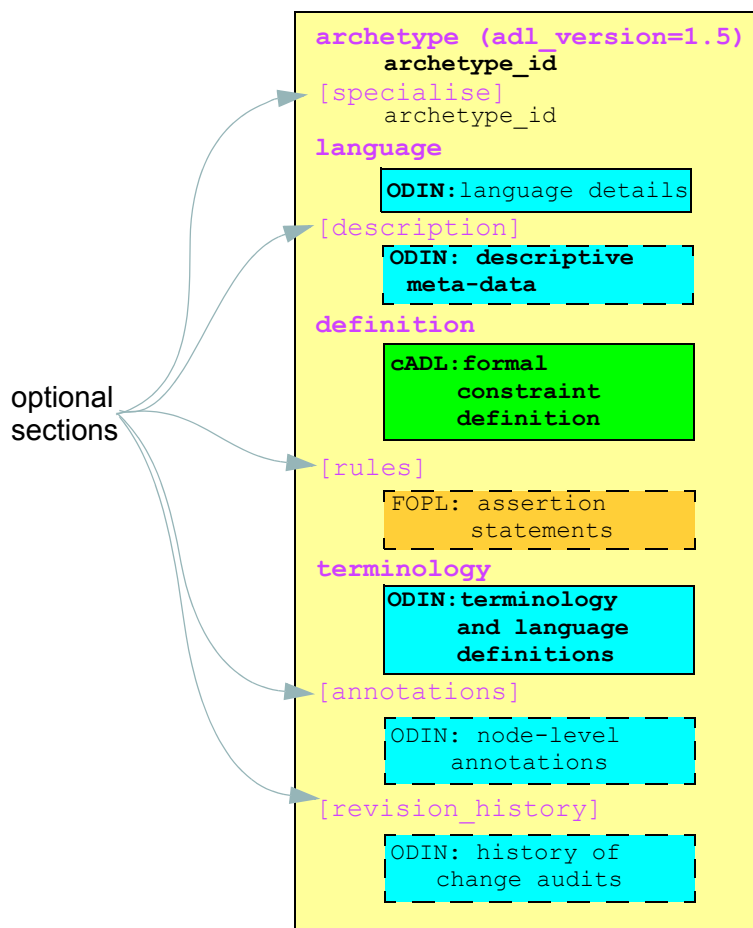 archetype (adl_version=1.5)
archetype_id
[specialise]
archetype_id
language
ODIN:language details
[description]
ODIN: descriptive
meta-data
definition
cADL:formal
constraint
definition
optional
sections
[rules]
FOPL: assertion
statements
terminology
ODIN:terminology
and language
definitions
[annotations]
ODIN: node-level
annotations
[revision_history]
ODIN: history of
change audits